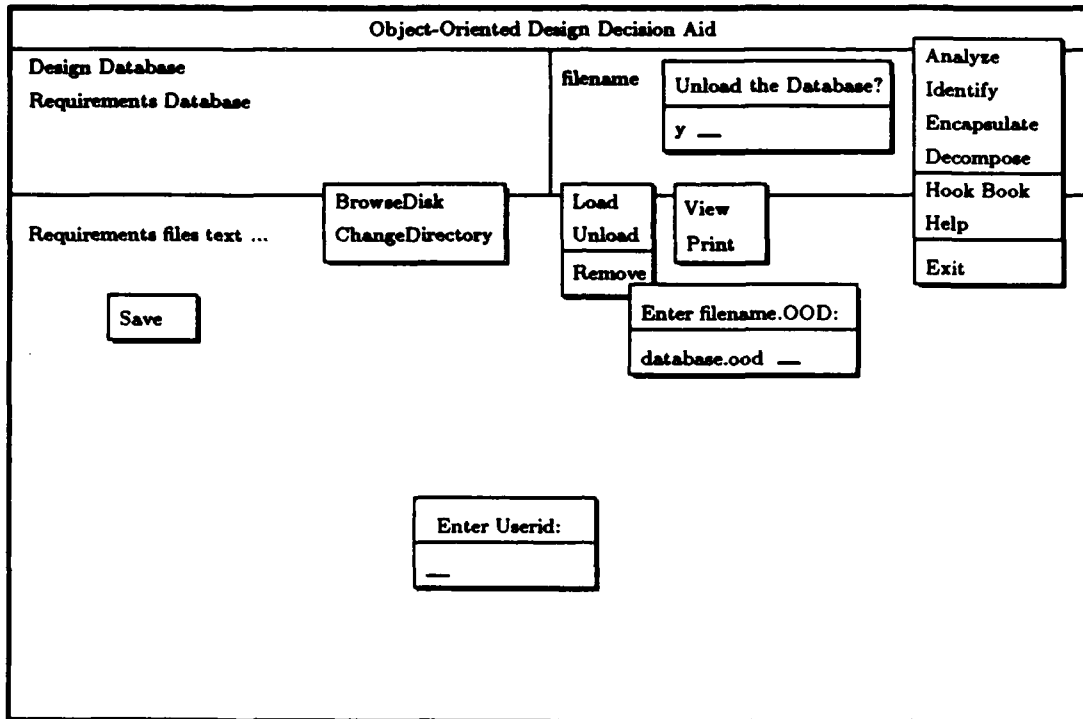 Object-Oriented Design Decision Aid
Design Database
Requirements Database
filename
Unload the Database?
y
Analyze
Identify
Encapsulate
Decompose
Hook Book
Help
Exit
BrowseDisk
ChangeDirectory
Load
Unload
Remove
View
Print
Requirements files text ...
Save
Enter filename.OOD:
database.ood
Enter Userid: